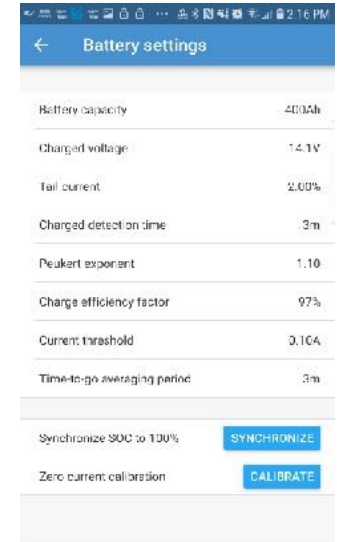 2:16 PM
Battery settings
Battery capacity 400Ah
Charged voltage 14.1V
Tail current 2.00%
Charged detection time 3m
Peukert exponent 1.10
Charge efficiency factor 97%
Current threshold 0.10A
Time-to-go averaging period 3m
Synchronize SOC to 100% SYNCHRONIZE
Zero current calibration CALIBRATE